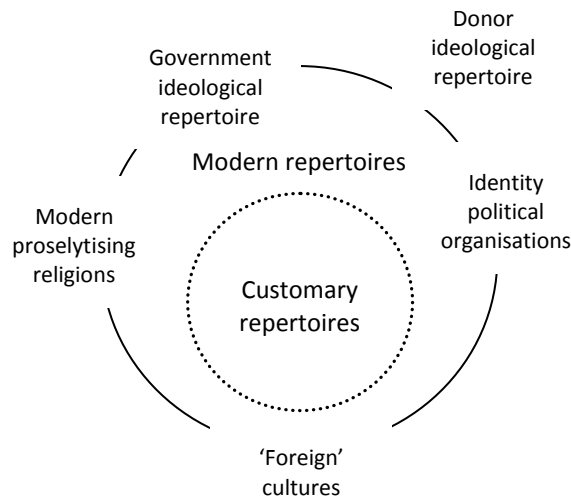 Donor
ideological
repertoire
Government
ideological
repertoire
Modern repertoires
Identity
political
organisations
Modern
proselytising
religions
Customary
repertoires
‘Foreign’
cultures